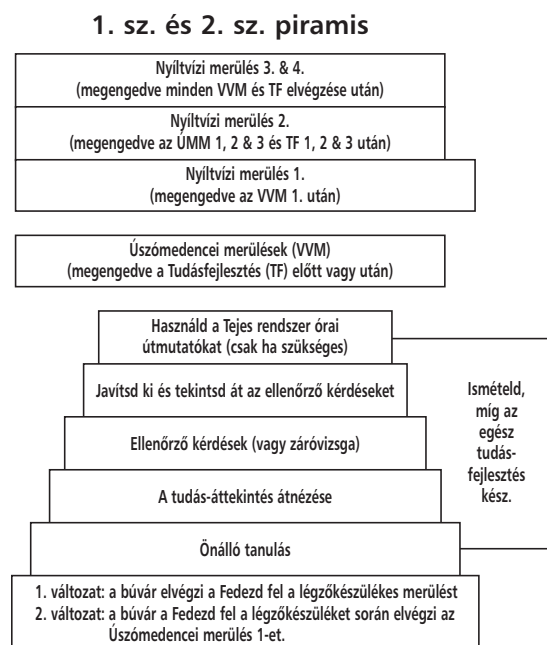 1. sz. és 2. sz. piramis
Nyíltvízi merülés 3. & 4.
(megengedve minden VVM és TF elvégzése után)
Nyíltvízi merülés 2.
(megengedve az ÚMM 1, 2 & 3 és TF 1, 2 & 3 után)
Nyíltvízi merülés 1.
(megengedve az VVM 1. után)
Úszómedencei merülések (VVM)
(megengedve a Tudásfejlesztés (TF) előtt vagy után)
Használd a Tejes rendszer órai
útmutatókat (csak ha szükséges)
Javítsd ki és tekintsd át az ellenőrző kérdéseket
Ellenőrző kérdések (vagy záróvizsga)
A tudás-áttekintés átnézése
Önálló tanulás
Ismételd,
míg az
egész
tudás-
fejlesztés
kész.
1. változat: a búvár elvégzi a Fedezd fel a légzőkészülékes merülést
2. változat: a búvár a Fedezd fel a légzőkészüléket során elvégzi az
Úszómedencei merülés 1-et.